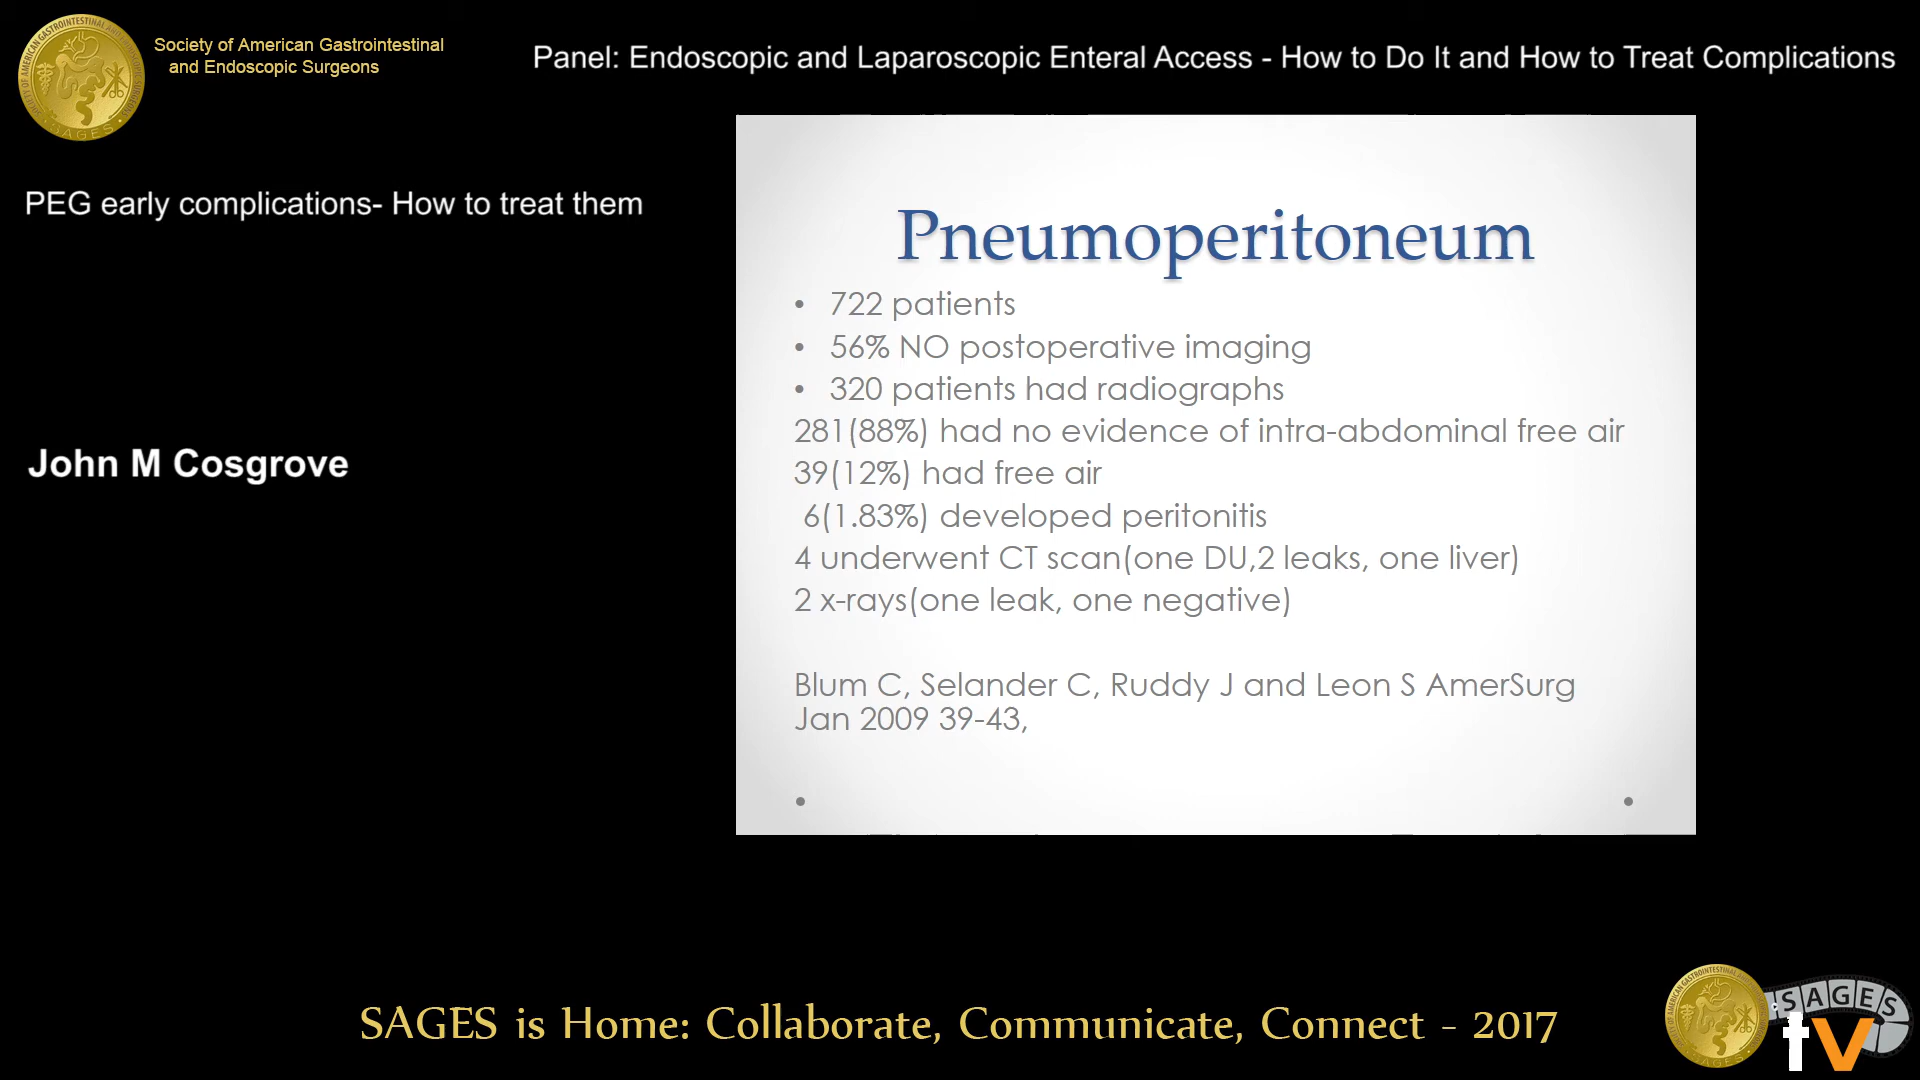 Society of American Gastrointestinal
and Endoscopic Surgeons
Panel: Endoscopic and Laparoscopic Enteral Access - How to Do It and How to Treat Complications
PEG early complications- How to treat them
John M Cosgrove
Pneumoperitoneum
• 722 patients
• 56% NO postoperative imaging
• 320 patients had radiographs
281(88%) had no evidence of intra-abdominal free air
39(12%) had free air
6(1.83%) developed peritonitis
4 underwent CT scan(one DU,2 leaks, one liver)
2 x-rays(one leak, one negative)
Blum C, Selander C, Ruddy J and Leon S AmerSurg
Jan 2009 39-43,
SAGES is Home: Collaborate, Communicate, Connect - 2017
SAGES
tv